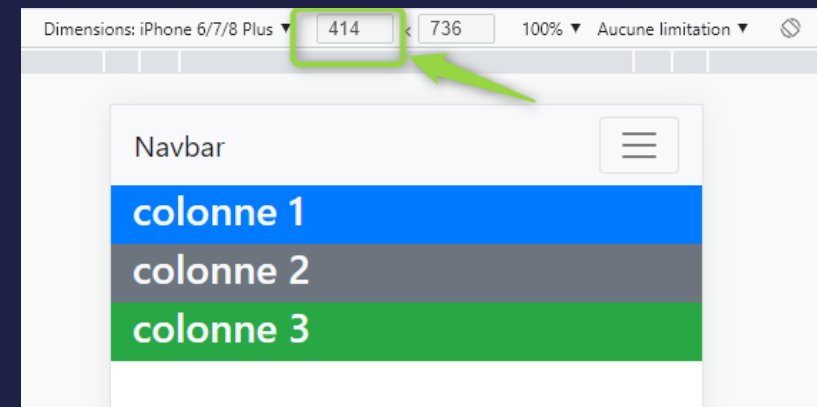 Dimensions: iPhone 6/7/8 Plus ▼ 414 x 736 100% ▼ Aucune limitation ▼
Navbar
colonne 1
colonne 2
colonne 3